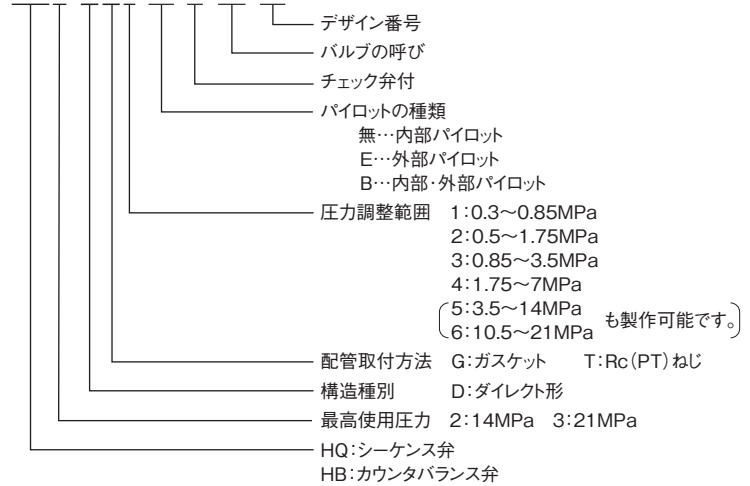 デザイン番号
バルブの呼び
チェック弁付
パイロットの種類
無…内部パイロット
E…外部パイロット
B…内部・外部パイロット
圧力調整範囲 1:0.3～0.85MPa
2:0.5～1.75MPa
3:0.85～3.5MPa
4:1.75～7MPa
5:3.5～14MPa
6:10.5～21MPa も製作可能です。
配管取付方法 G:ガスケット T:Rc(PT)ねじ
構造種別 D:ダイレクト形
最高使用圧力 2:14MPa 3:21MPa
HQ:シーケンス弁
HB:カウンタバランス弁